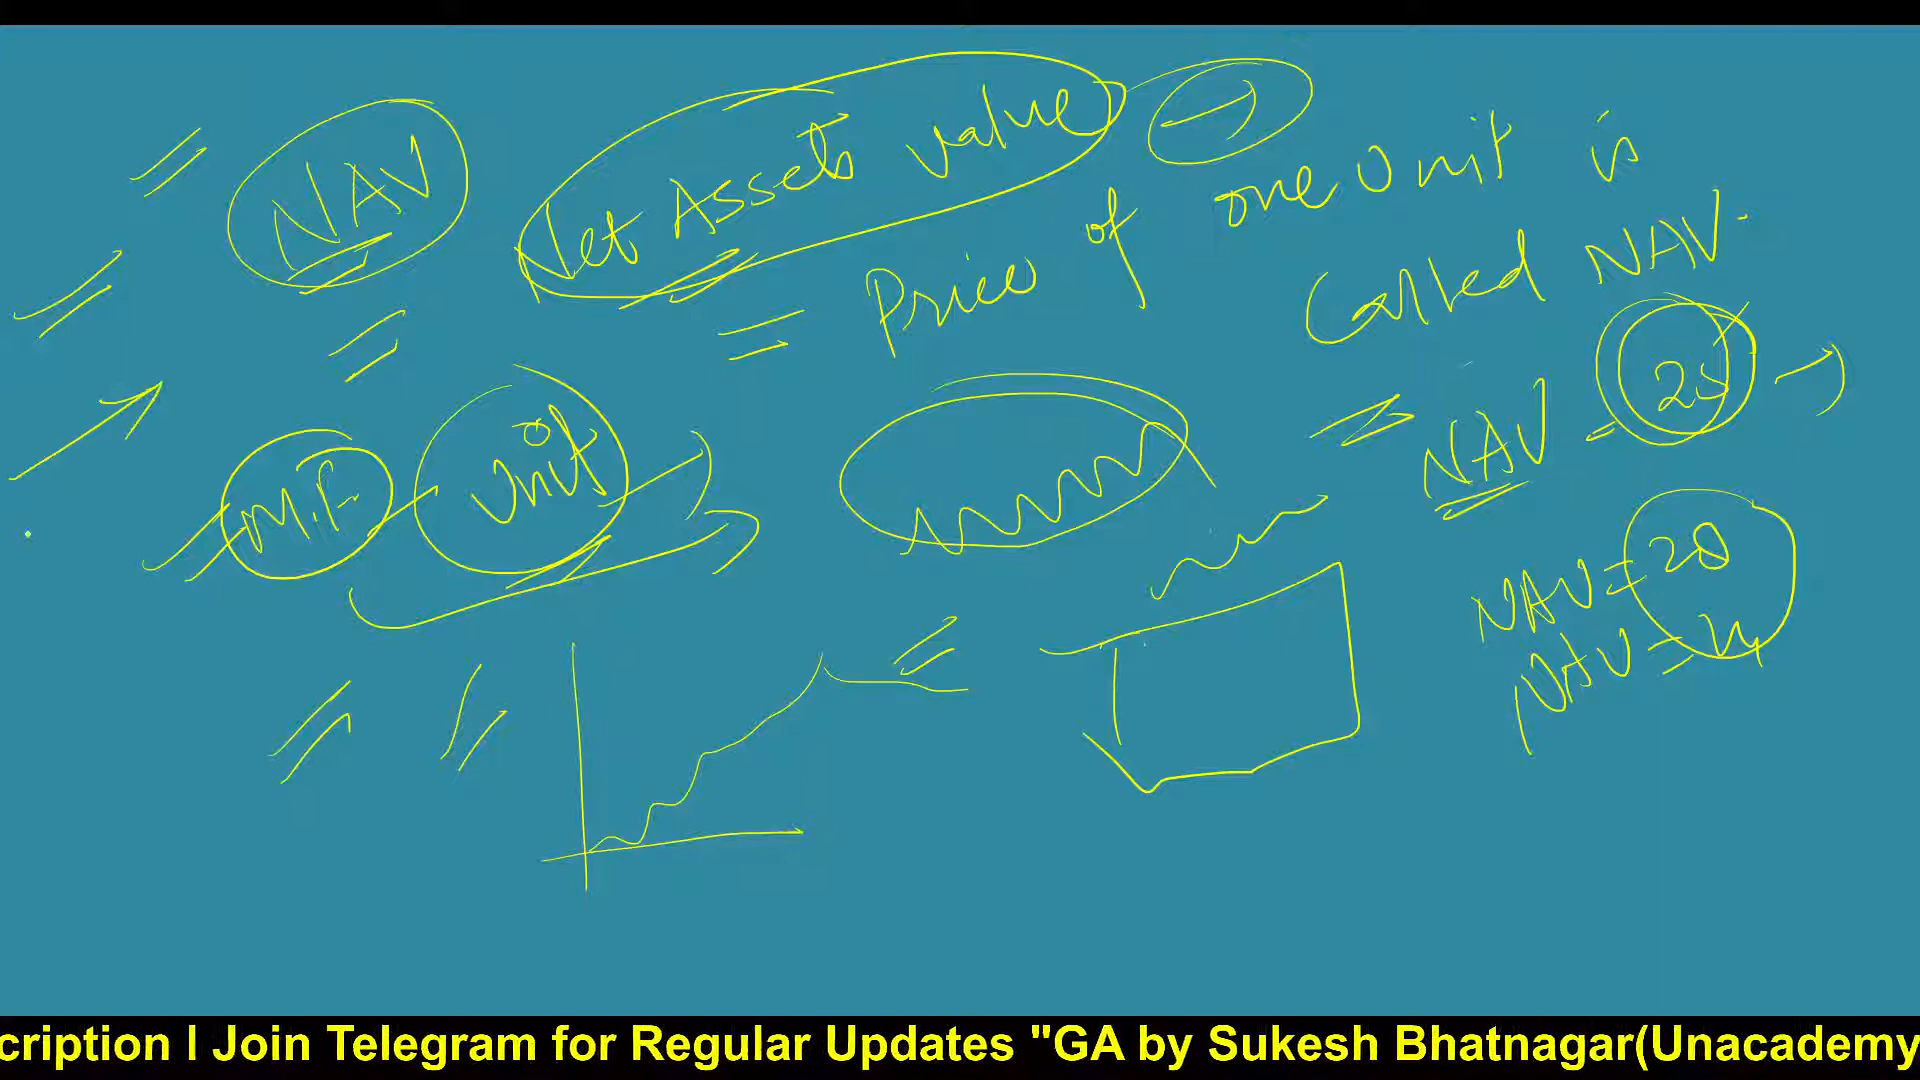 NAV Net Assets value
= Price of one Unit is
Called NAV.
M.F. Unit
NAV = 25
NAV = 28
NAV = 24
cription I Join Telegram for Regular Updates "GA by Sukesh Bhatnagar(Unacademy